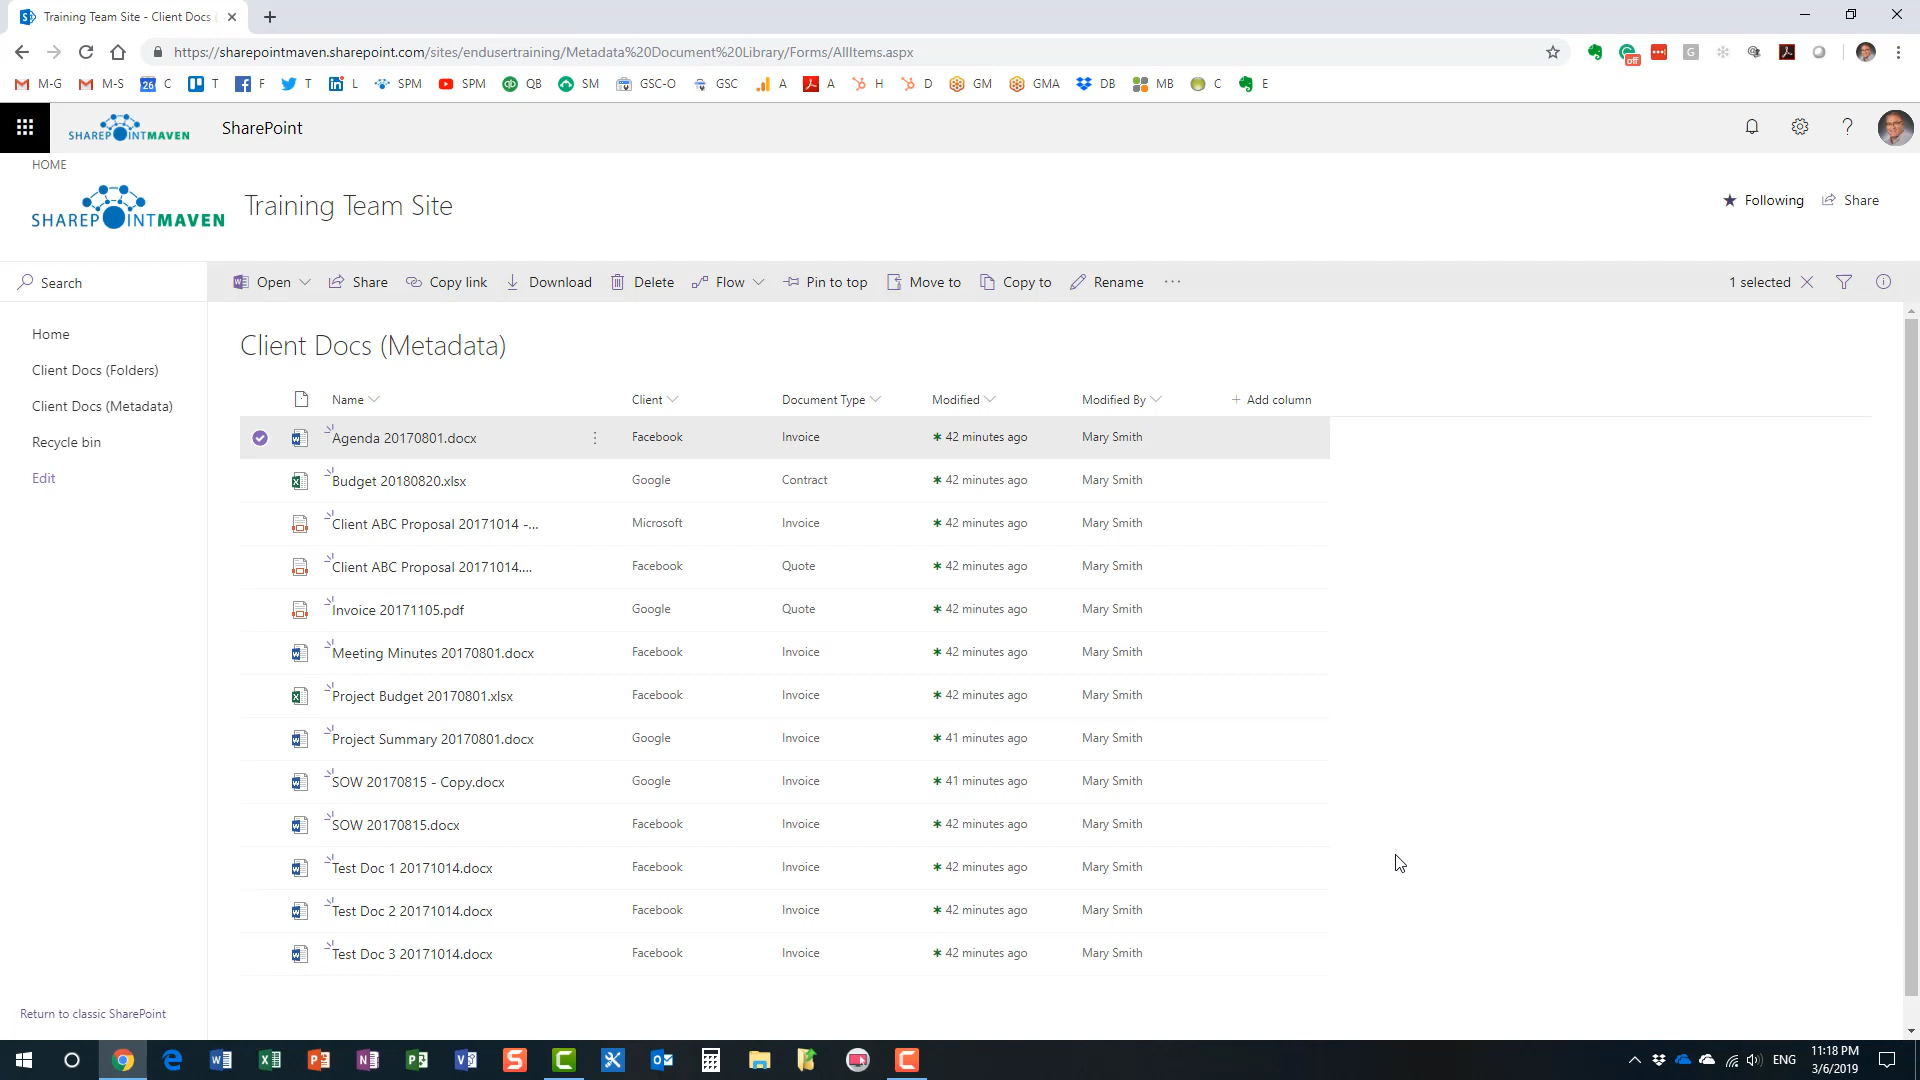 Training Team Site - Client Docs (
https://sharepointmaven.sharepoint.com/sites/endusertraining/Metadata%20Document%20Library/Forms/AllItems.aspx
off
G
M-G M-S 26 C T F T L SPM SPM QB SM GSC-O GSC A A H D GM GMA DB MB C E
SHAREPOINTMAVEN SharePoint ?
HOME
SHAREPOINTMAVEN Training Team Site ★ Following Share
Search Open Share Copy link Download Delete Flow Pin to top Move to Copy to Rename ··· 1 selected
Home
Client Docs (Folders)
Client Docs (Metadata)
Recycle bin
Edit
Return to classic SharePoint
Client Docs (Metadata)
Name Client Document Type Modified Modified By + Add column
Agenda 20170801.docx Facebook Invoice 42 minutes ago Mary Smith
Budget 20180820.xlsx Google Contract 42 minutes ago Mary Smith
Client ABC Proposal 20171014 -... Microsoft Invoice 42 minutes ago Mary Smith
Client ABC Proposal 20171014.... Facebook Quote 42 minutes ago Mary Smith
Invoice 20171105.pdf Google Quote 42 minutes ago Mary Smith
Meeting Minutes 20170801.docx Facebook Invoice 42 minutes ago Mary Smith
Project Budget 20170801.xlsx Facebook Invoice 42 minutes ago Mary Smith
Project Summary 20170801.docx Google Invoice 41 minutes ago Mary Smith
SOW 20170815 - Copy.docx Google Invoice 41 minutes ago Mary Smith
SOW 20170815.docx Facebook Invoice 42 minutes ago Mary Smith
Test Doc 1 20171014.docx Facebook Invoice 42 minutes ago Mary Smith
Test Doc 2 20171014.docx Facebook Invoice 42 minutes ago Mary Smith
Test Doc 3 20171014.docx Facebook Invoice 42 minutes ago Mary Smith
ENG 11:18 PM
3/6/2019